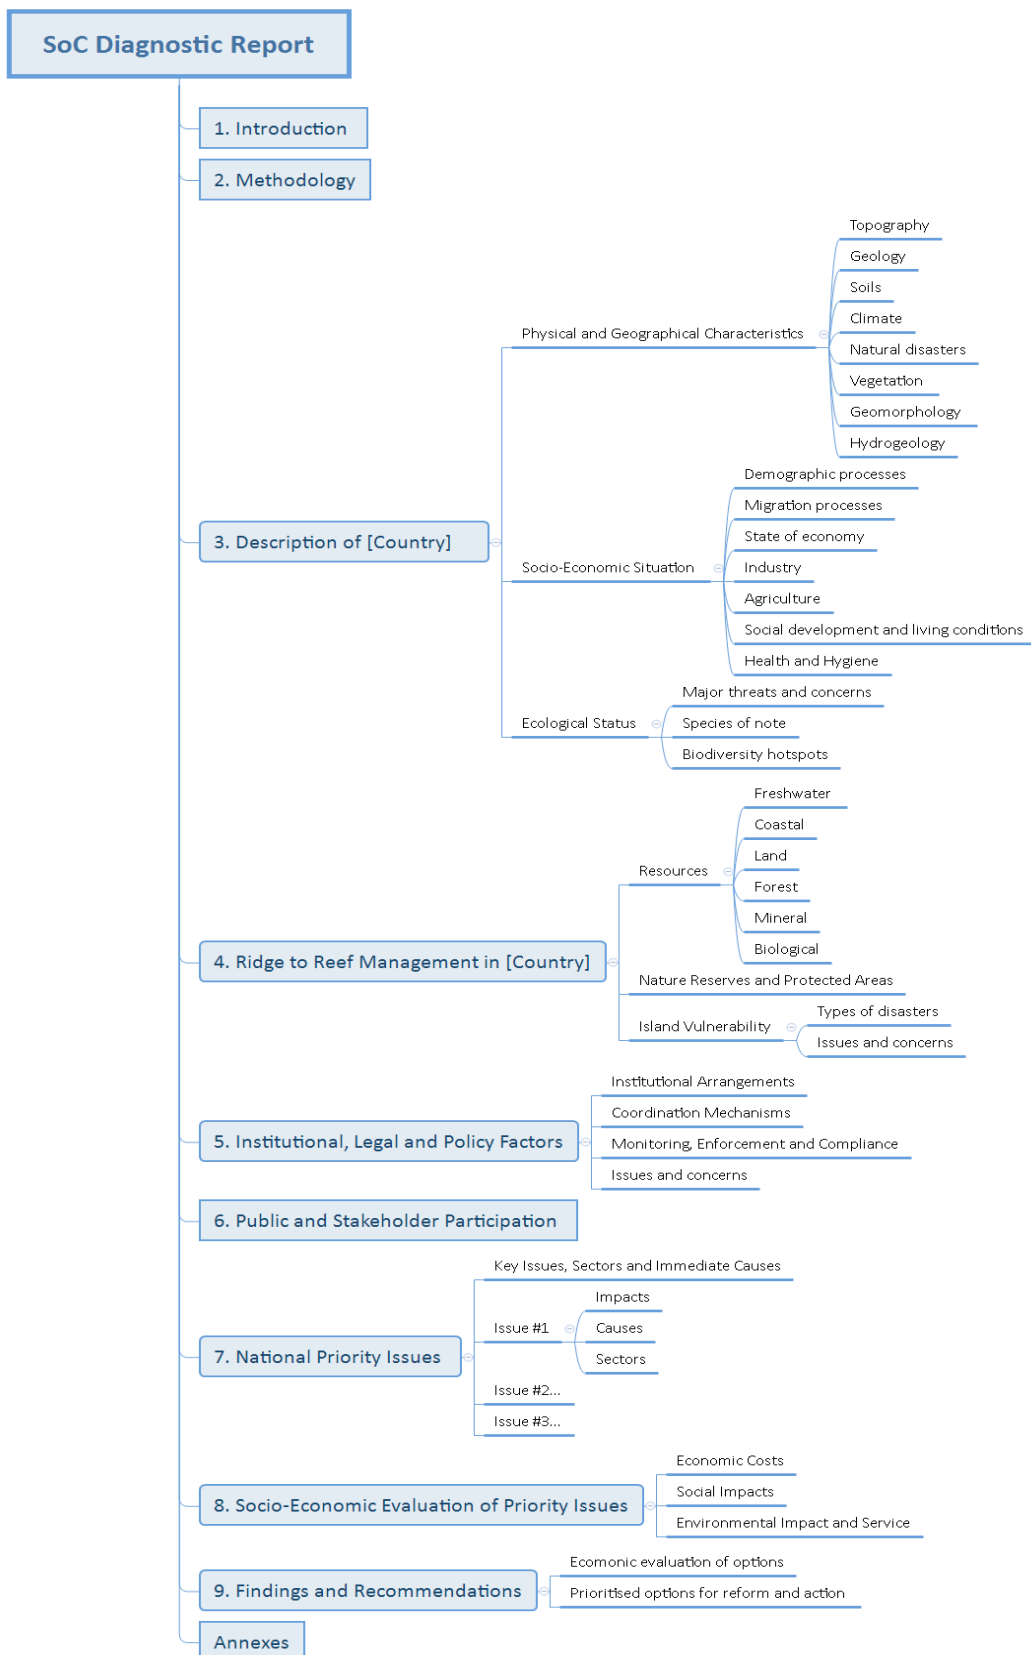 SoC Diagnostic Report
1. Introduction
2. Methodology
3. Description of [Country]
Physical and Geographical Characteristics
Topography
Geology
Soils
Climate
Natural disasters
Vegetation
Geomorphology
Hydrogeology
Socio-Economic Situation
Demographic processes
Migration processes
State of economy
Industry
Agriculture
Social development and living conditions
Health and Hygiene
Ecological Status
Major threats and concerns
Species of note
Biodiversity hotspots
4. Ridge to Reef Management in [Country]
Resources
Freshwater
Coastal
Land
Forest
Mineral
Biological
Nature Reserves and Protected Areas
Island Vulnerability
Types of disasters
Issues and concerns
5. Institutional, Legal and Policy Factors
Institutional Arrangements
Coordination Mechanisms
Monitoring, Enforcement and Compliance
Issues and concerns
6. Public and Stakeholder Participation
7. National Priority Issues
Key Issues, Sectors and Immediate Causes
Issue #1
Impacts
Causes
Sectors
Issue #2...
Issue #3...
8. Socio-Economic Evaluation of Priority Issues
Economic Costs
Social Impacts
Environmental Impact and Service
9. Findings and Recommendations
Ecomonic evaluation of options
Prioritised options for reform and action
Annexes